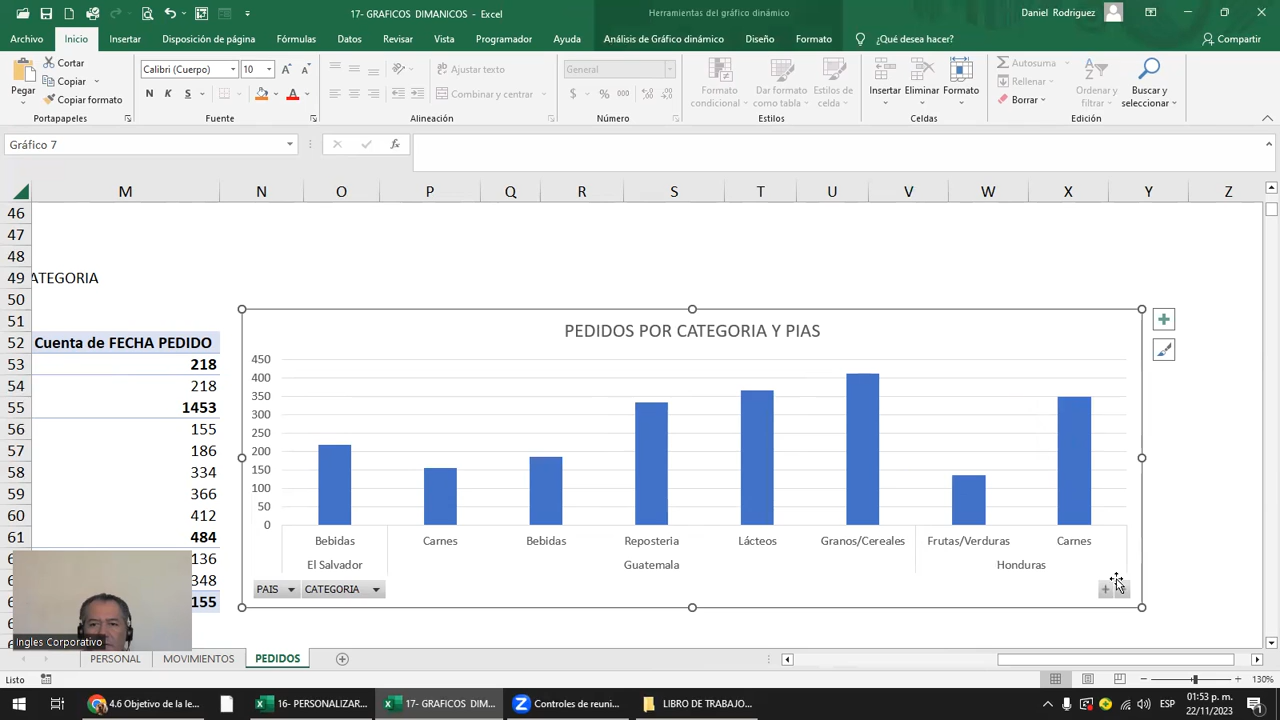 17- GRAFICOS DIMANICOS - Excel
Herramientas del gráfico dinámico
Daniel Rodriguez
Archivo Inicio Insertar Disposición de página Fórmulas Datos Revisar Vista Programador Ayuda Análisis de Gráfico dinámico Diseño Formato ¿Qué desea hacer? Compartir
Pegar
Cortar
Copiar
Copiar formato
Portapapeles
Calibri (Cuerpo) 10
N K S
Fuente
Ajustar texto
Combinar y centrar
Alineación
General
$ % 000
Número
Formato condicional
Dar formato como tabla
Estilos de celda
Estilos
Insertar Eliminar Formato
Celdas
Autosuma
Rellenar
Borrar
Ordenar y filtrar
Buscar y seleccionar
Edición
Gráfico 7
M N O P Q R S T U V W X Y Z
46
47
48
49 ATEGORIA
50
51
52 Cuenta de FECHA PEDIDO
53 218
54 218
55 1453
56 155
57 186
58 334
59 366
60 412
61 484
136
348
155
PEDIDOS POR CATEGORIA Y PIAS
450
400
350
300
250
200
150
100
50
0
Bebidas Carnes Bebidas Reposteria Lácteos Granos/Cereales Frutas/Verduras Carnes
El Salvador Guatemala Honduras
PAIS CATEGORIA
Ingles Corporativo
PERSONAL MOVIMIENTOS PEDIDOS
Listo
130%
4.6 Objetivo de la le...
16- PERSONALIZAR...
17- GRAFICOS DIM...
Controles de reuni...
LIBRO DE TRABAJO...
ESP
01:53 p. m.
22/11/2023